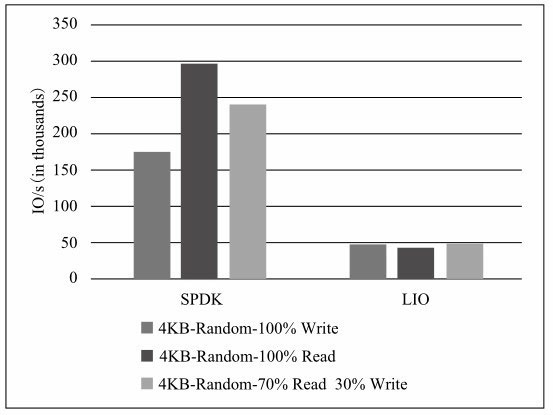 350
300
250
200
150
100
50
0
IO/s (in thousands)
SPDK LIO
4KB-Random-100% Write
4KB-Random-100% Read
4KB-Random-70% Read 30% Write